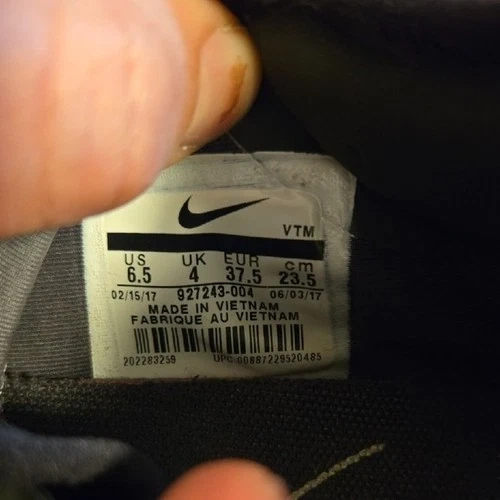 VTM
US UK EUR cm
6.5 4 37.5 23.5
02/15/17 927243-004 06/03/17
MADE IN VIETNAM
FABRIQUE AU VIETNAM
202283259 UPC 00887229520485